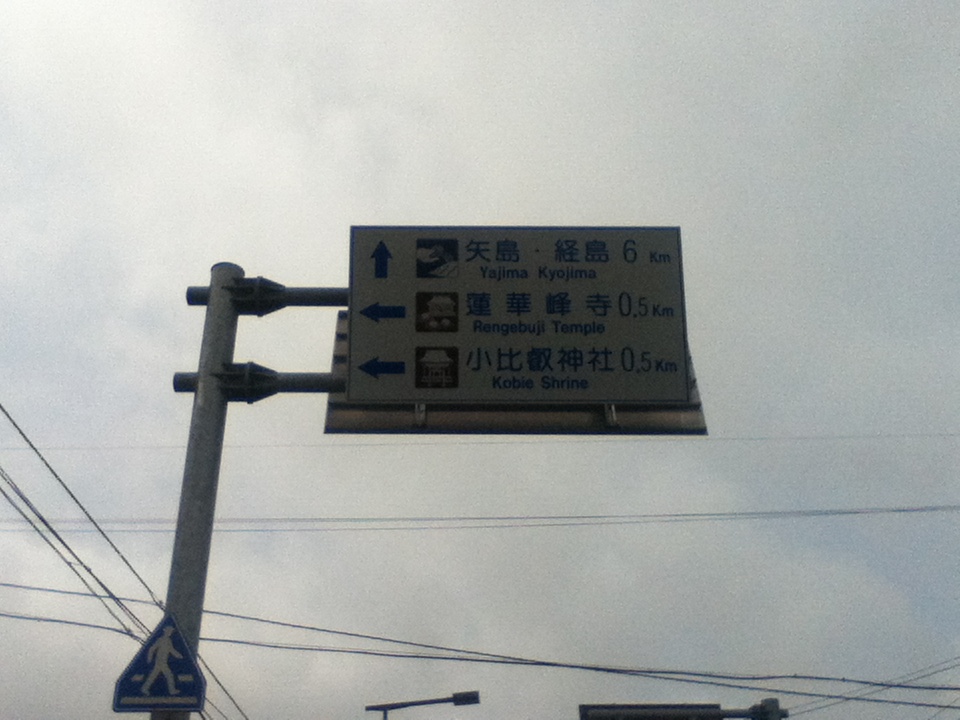 矢島・経島 6 Km
Yajima Kyojima
蓮華峰寺 0.5 Km
Rengebuji Temple
小比叡神社 0.5 Km
Kobie Shrine